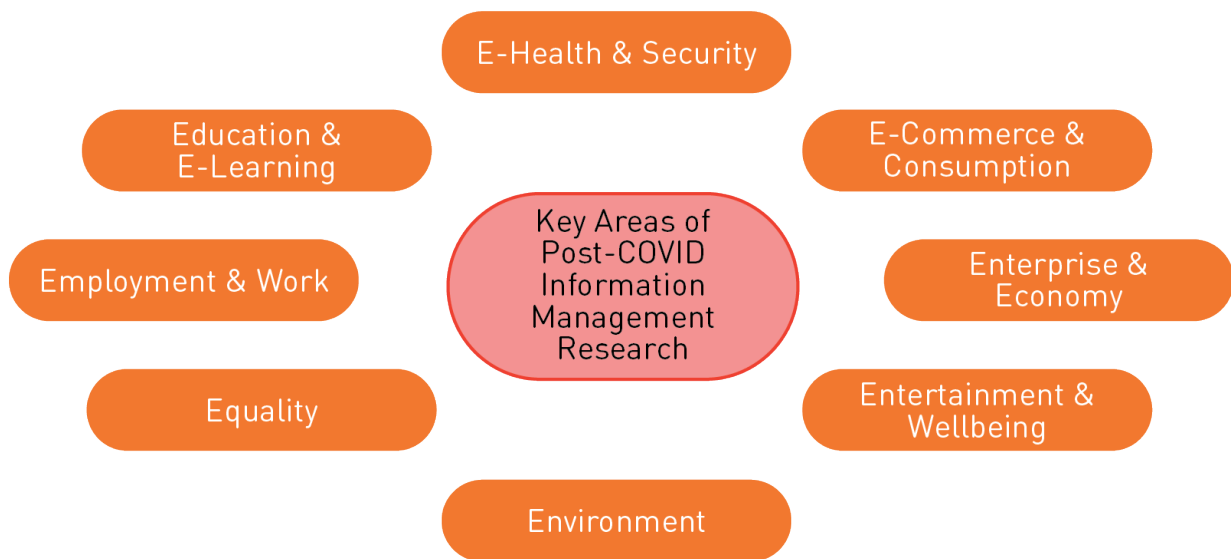 E-Health & Security
Education &
E-Learning
E-Commerce &
Consumption
Key Areas of
Post-COVID
Information
Management
Research
Employment & Work
Enterprise &
Economy
Equality
Entertainment &
Wellbeing
Environment